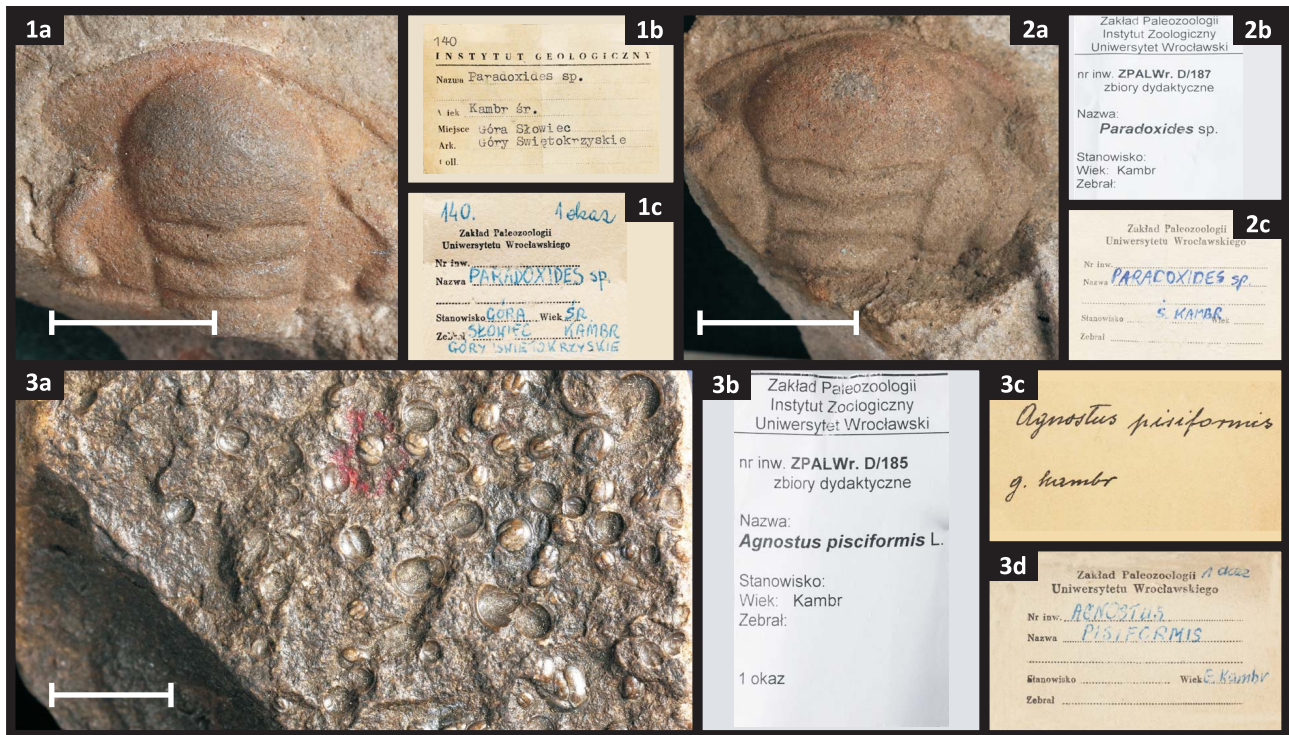 1a
1b
140
INSTYTUT GEOLOGICZNY
Nazwa Paradoxides sp.
Wiek Kambr śr.
Miejsce Góra Słowiec
Ark. Góry Swiętokrzyskie
Coll.
1c
140. 1 okaz
Zakład Paleozoologii
Uniwersytetu Wrocławskiego
Nr inw.
Nazwa PARADOXIDES sp.
Stanowisko GÓRA Wiek ŚR.
Zebrał SŁOWIEC KAMBR
GÓRY ŚWIĘTOKRZYSKIE
2a
2b
Zakład Paleozoologii
Instytut Zoologiczny
Uniwersytet Wrocławski
nr inw. ZPALWr. D/187
zbiory dydaktyczne
Nazwa:
Paradoxides sp.
Stanowisko:
Wiek: Kambr
Zebrał:
2c
Zakład Paleozoologii
Uniwersytetu Wrocławskiego
Nr inw.
Nazwa PARADOXIDES sp.
Ś. KAMBR
Stanowisko Wiek
Zebrał
3a
3b
Zakład Paleozoologii
Instytut Zoologiczny
Uniwersytet Wrocławski
nr inw. ZPALWr. D/185
zbiory dydaktyczne
Nazwa:
Agnostus pisciformis L.
Stanowisko:
Wiek: Kambr
Zebrał:
1 okaz
3c
Agnostus pisiformis
g. kambr
3d
Zakład Paleozoologii 1 okaz
Uniwersytetu Wrocławskiego
Nr inw. AGNOSTUS
Nazwa PISIFORMIS
Stanowisko Wiek Kambr
Zebrał